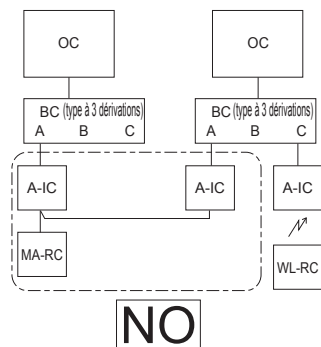 OC
OC
BC (type à 3 dérivations)
A B C
BC (type à 3 dérivations)
A B C
A-IC
A-IC
A-IC
MA-RC
WL-RC
NO